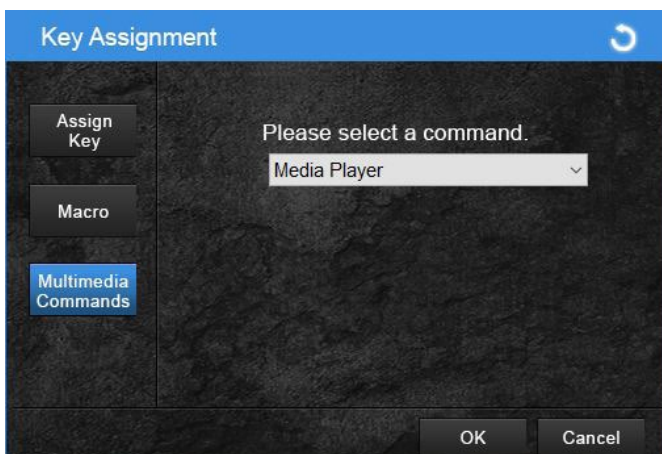 Key Assignment
Assign
Key
Please select a command.
Media Player
Macro
Multimedia
Commands
OK
Cancel